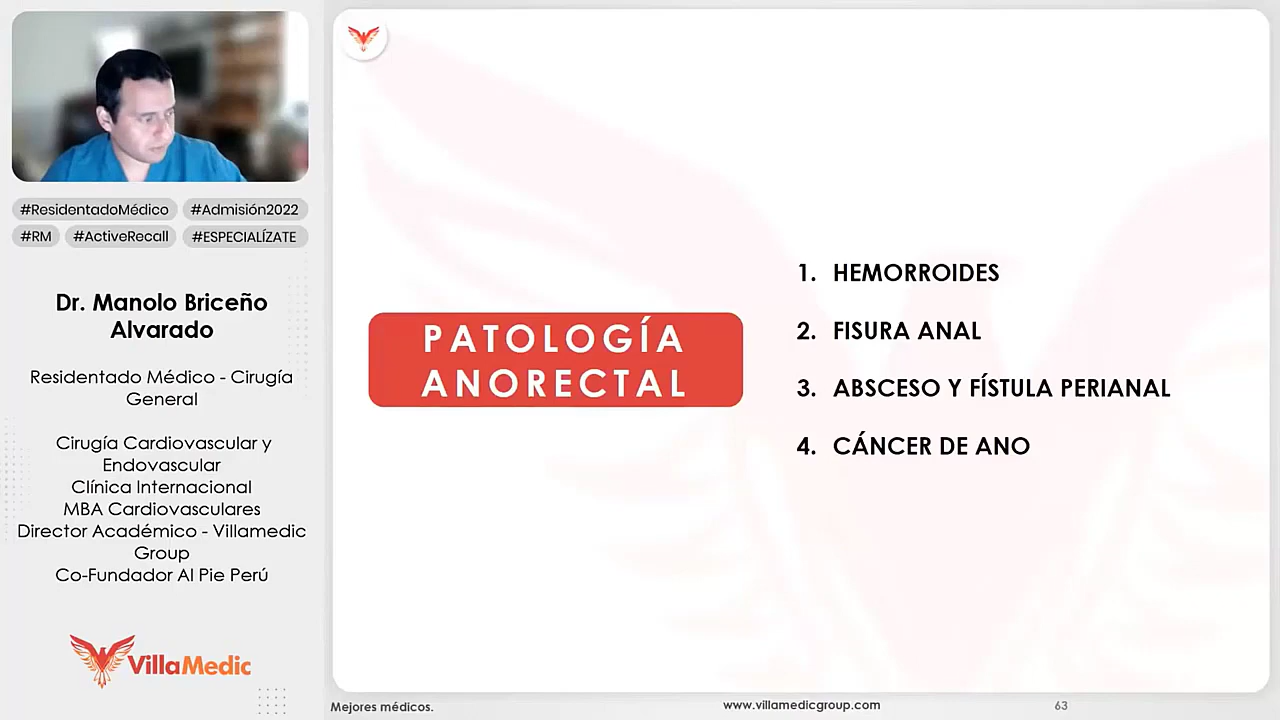 #ResidentadoMédico #Admisión2022
#RM #ActiveRecall #ESPECIALÍZATE
Dr. Manolo Briceño
Alvarado
Residentado Médico - Cirugía
General
Cirugía Cardiovascular y
Endovascular
Clínica Internacional
MBA Cardiovasculares
Director Académico - Villamedic
Group
Co-Fundador Al Pie Perú
VillaMedic
PATOLOGÍA
ANORECTAL
1. HEMORROIDES
2. FISURA ANAL
3. ABSCESO Y FÍSTULA PERIANAL
4. CÁNCER DE ANO
Mejores médicos.
www.villamedicgroup.com
63